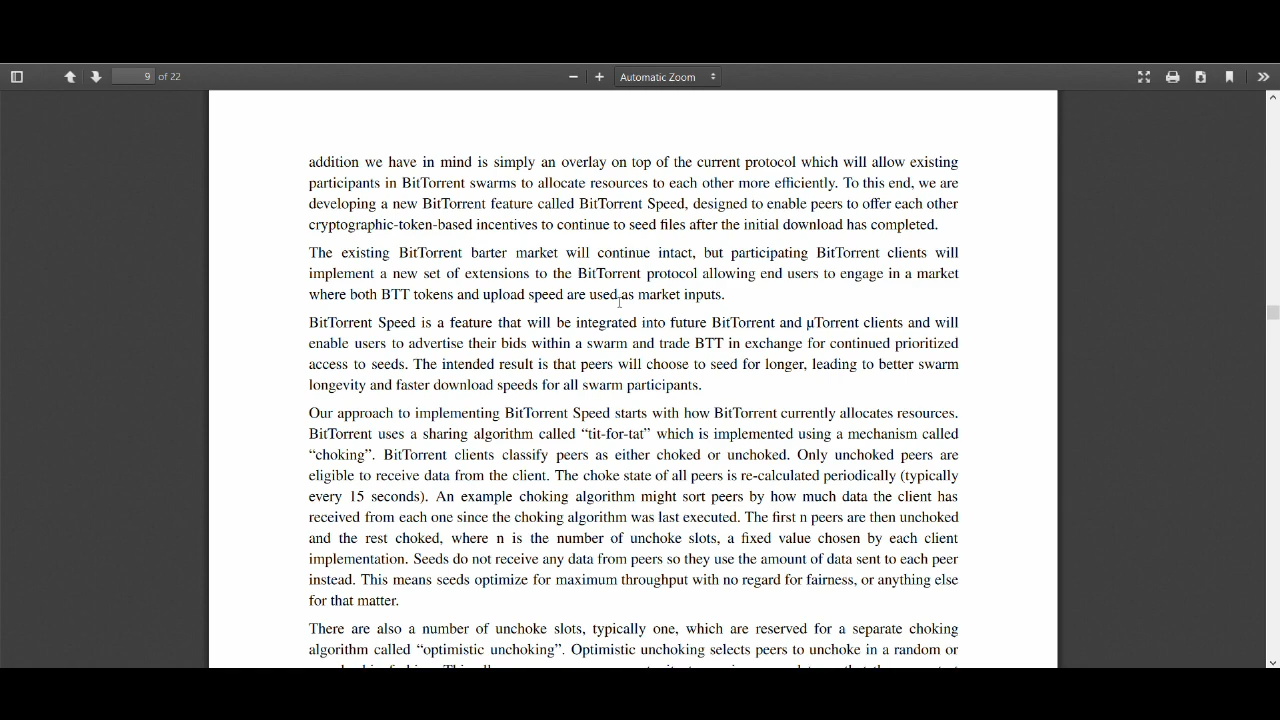 9 of 22
Automatic Zoom
addition we have in mind is simply an overlay on top of the current protocol which will allow existing
participants in BitTorrent swarms to allocate resources to each other more efficiently. To this end, we are
developing a new BitTorrent feature called BitTorrent Speed, designed to enable peers to offer each other
cryptographic-token-based incentives to continue to seed files after the initial download has completed.
The existing BitTorrent barter market will continue intact, but participating BitTorrent clients will
implement a new set of extensions to the BitTorrent protocol allowing end users to engage in a market
where both BTT tokens and upload speed are used as market inputs.
BitTorrent Speed is a feature that will be integrated into future BitTorrent and µTorrent clients and will
enable users to advertise their bids within a swarm and trade BTT in exchange for continued prioritized
access to seeds. The intended result is that peers will choose to seed for longer, leading to better swarm
longevity and faster download speeds for all swarm participants.
Our approach to implementing BitTorrent Speed starts with how BitTorrent currently allocates resources.
BitTorrent uses a sharing algorithm called “tit-for-tat” which is implemented using a mechanism called
“choking”. BitTorrent clients classify peers as either choked or unchoked. Only unchoked peers are
eligible to receive data from the client. The choke state of all peers is re-calculated periodically (typically
every 15 seconds). An example choking algorithm might sort peers by how much data the client has
received from each one since the choking algorithm was last executed. The first n peers are then unchoked
and the rest choked, where n is the number of unchoke slots, a fixed value chosen by each client
implementation. Seeds do not receive any data from peers so they use the amount of data sent to each peer
instead. This means seeds optimize for maximum throughput with no regard for fairness, or anything else
for that matter.
There are also a number of unchoke slots, typically one, which are reserved for a separate choking
algorithm called “optimistic unchoking”. Optimistic unchoking selects peers to unchoke in a random or